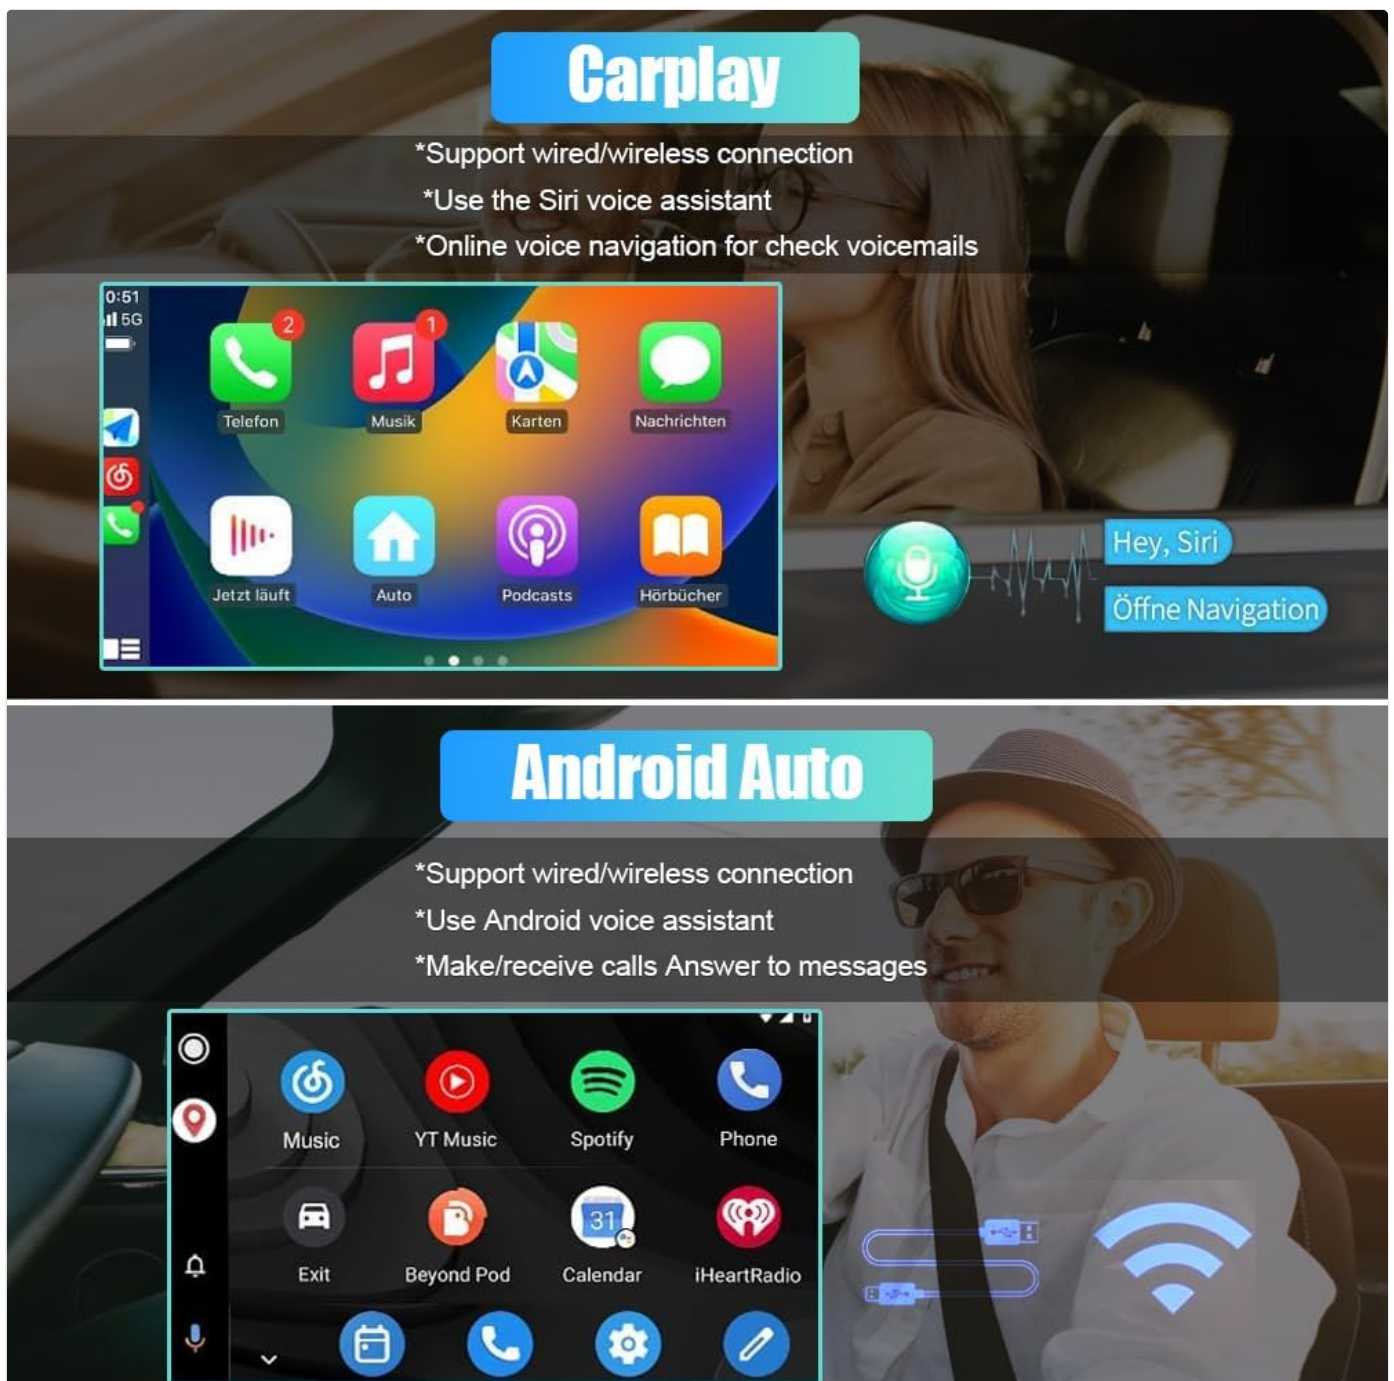 Carplay
*Support wired/wireless connection
*Use the Siri voice assistant
*Online voice navigation for check voicemails
0:51
5G
2
1
Telefon
Musik
Karten
Nachrichten
Jetzt läuft
Auto
Podcasts
Hörbücher
Hey, Siri
Öffne Navigation
Android Auto
*Support wired/wireless connection
*Use Android voice assistant
*Make/receive calls Answer to messages
Music
YT Music
Spotify
Phone
31
Exit
Beyond Pod
Calendar
iHeartRadio